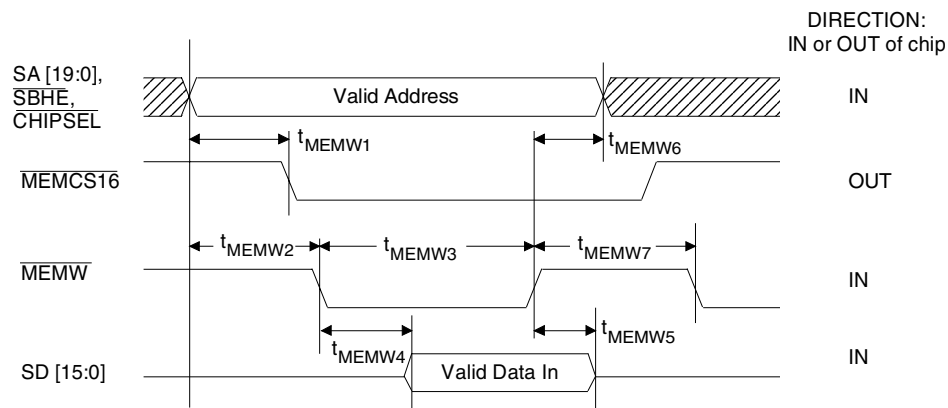 DIRECTION:
IN or OUT of chip
SA [19:0],
SBHE,
CHIPSEL
Valid Address
IN
tMEMW1
tMEMW6
MEMCS16
OUT
tMEMW2
tMEMW3
tMEMW7
MEMW
IN
tMEMW4
tMEMW5
IN
SD [15:0]
Valid Data In